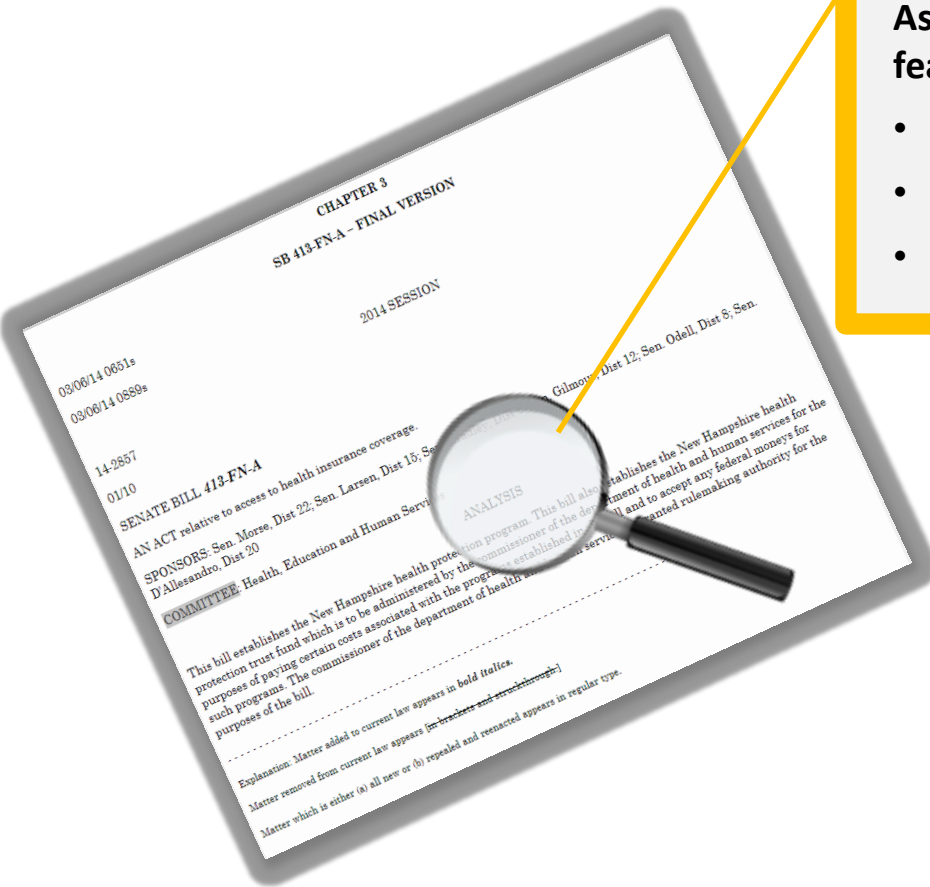 As
fea
•
•
•
CHAPTER 3
SB 413-FN-A – FINAL VERSION
2014 SESSION
03/06/14 0651s
03/06/14 0889s
14-2857
01/10
SENATE BILL 413-FN-A
AN ACT relative to access to health insurance coverage.
SPONSORS: Sen. Morse, Dist 22; Sen. Larsen, Dist 15; Gilmour, Dist 12; Sen. Odell, Dist 8; Sen.
D'Allesandro, Dist 20
COMMITTEE: Health, Education and Human
ANALYSIS
This bill establishes the New Hampshire health protection program. This bill also establishes the New Hampshire health
protection trust fund which is to be administered by the commissioner of the department of health and human services for the
purposes of paying certain costs associated with the established in and to accept any federal moneys for
such programs. The commissioner of the department of health granted rulemaking authority for the
purposes of the bill.
Explanation: Matter added to current law appears in bold italics.
Matter removed from current law appears [in brackets and struckthrough.]
Matter which is either (a) all new or (b) repealed and reenacted appears in regular type.